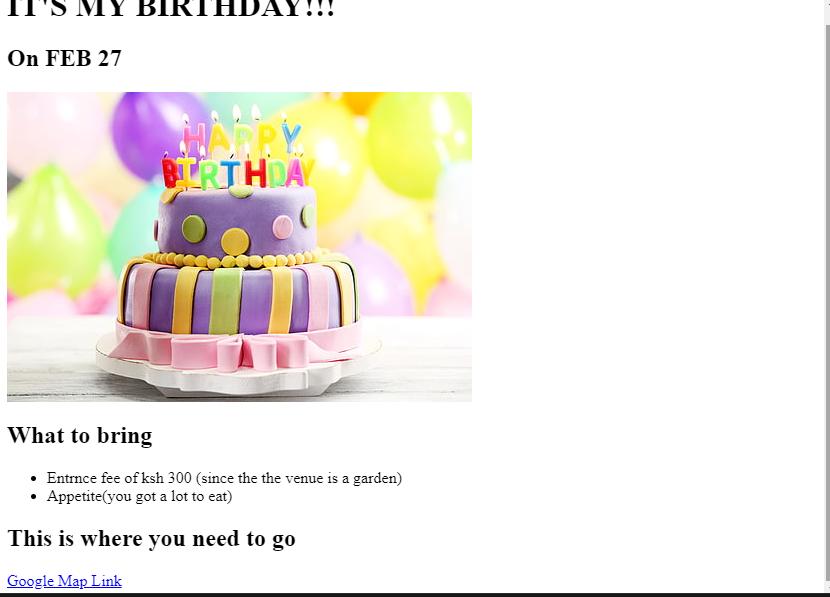 IT'S MY BIRTHDAY!!!
On FEB 27
HAPPY
BIRTHDAY
What to bring
Entrnce fee of ksh 300 (since the the venue is a garden)
Appetite(you got a lot to eat)
This is where you need to go
Google Map Link